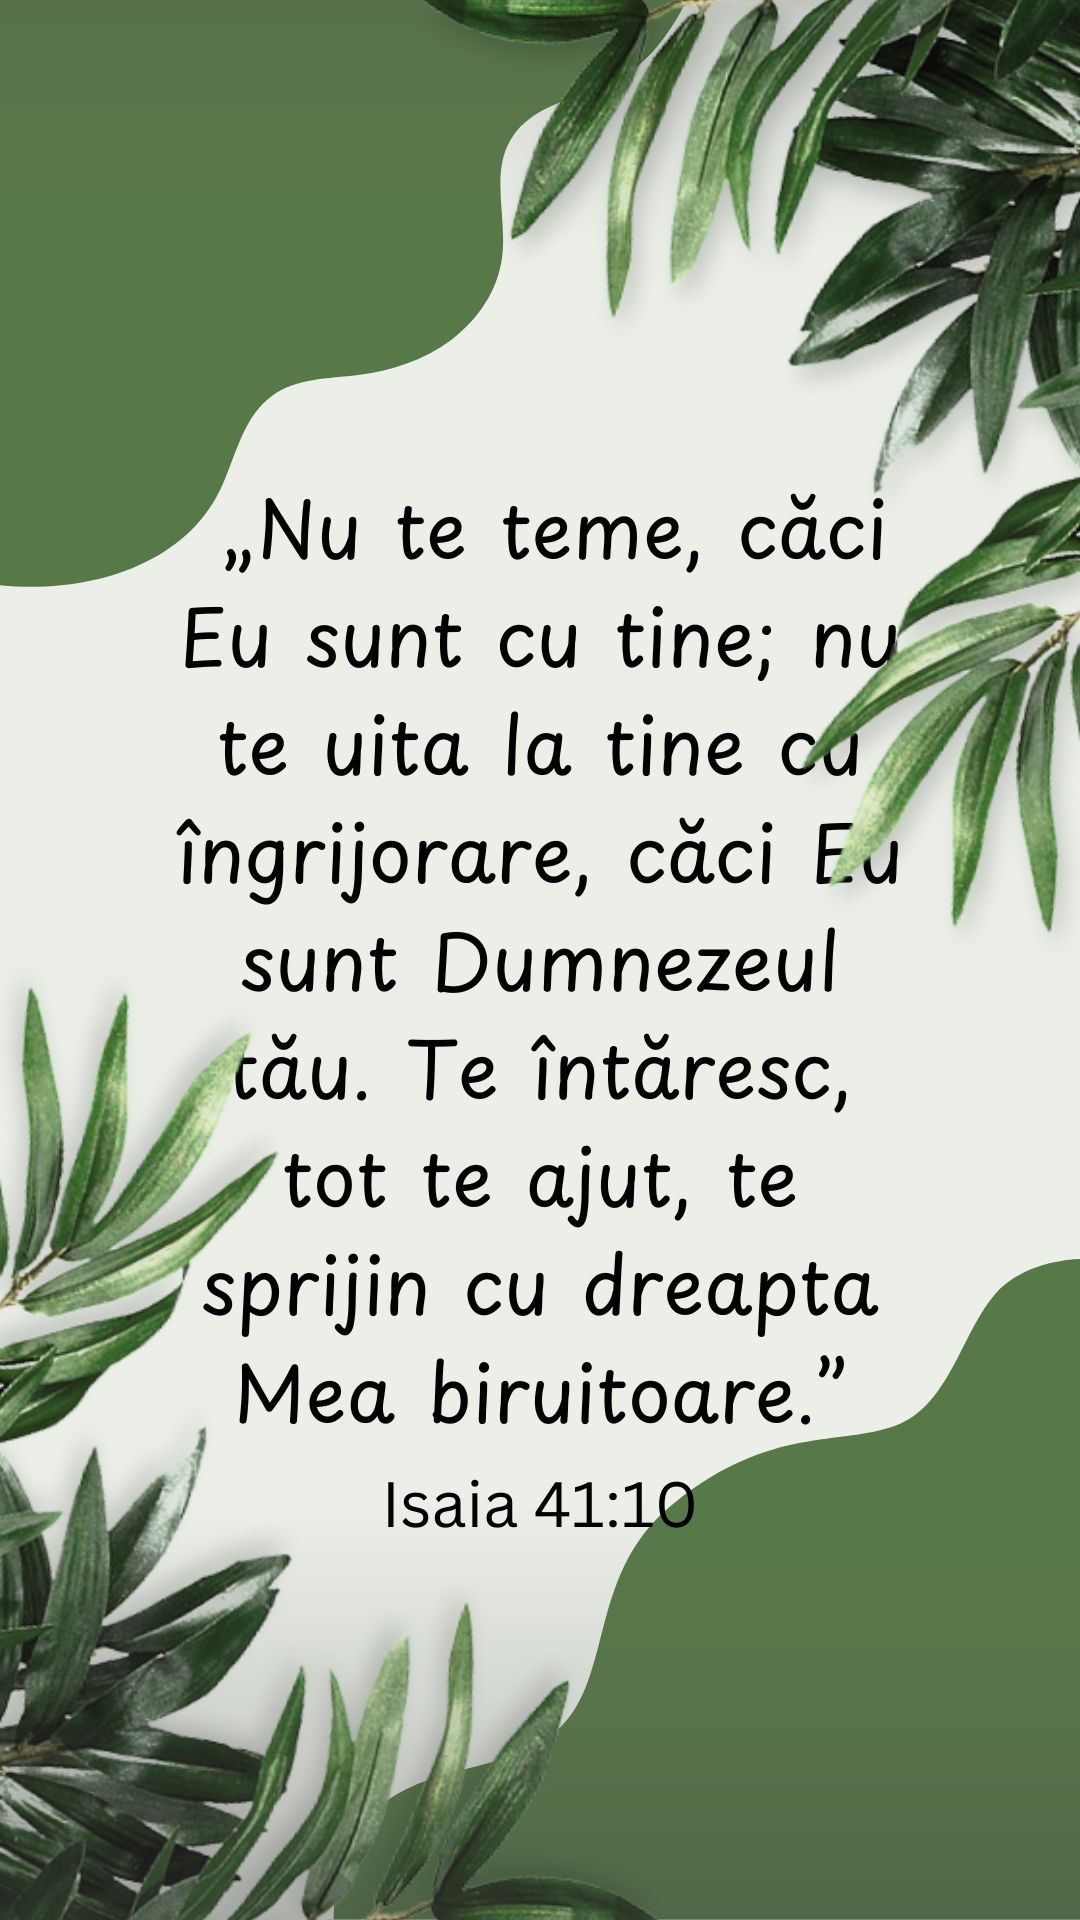 „Nu te teme, căci
Eu sunt cu tine; nu
te uita la tine cu
îngrijorare, căci Eu
sunt Dumnezeul
tău. Te întăresc,
tot te ajut, te
sprijin cu dreapta
Mea biruitoare.”
Isaia 41:10